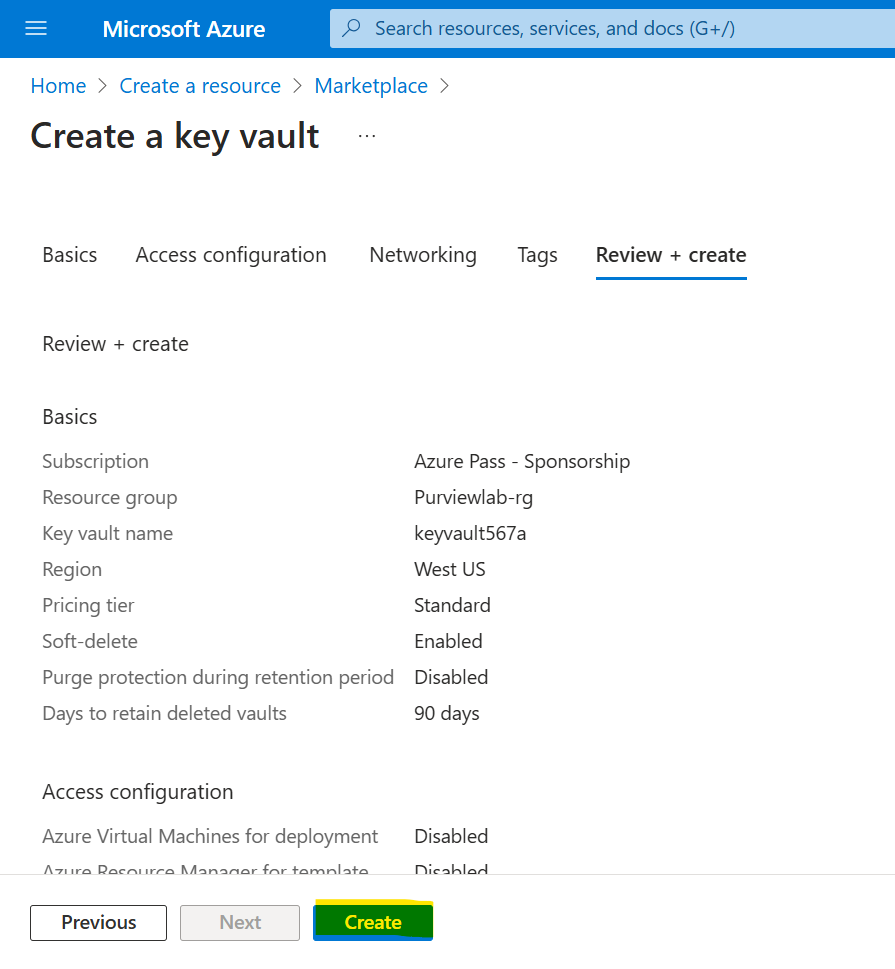 Microsoft Azure
Search resources, services, and docs (G+/)
Home > Create a resource > Marketplace >
Create a key vault ...
Basics Access configuration Networking Tags Review + create
Review + create
Basics
Subscription Azure Pass - Sponsorship
Resource group Purviewlab-rg
Key vault name keyvault567a
Region West US
Pricing tier Standard
Soft-delete Enabled
Purge protection during retention period Disabled
Days to retain deleted vaults 90 days
Access configuration
Azure Virtual Machines for deployment Disabled
Azure Resource Manager for template Disabled
Previous Next Create